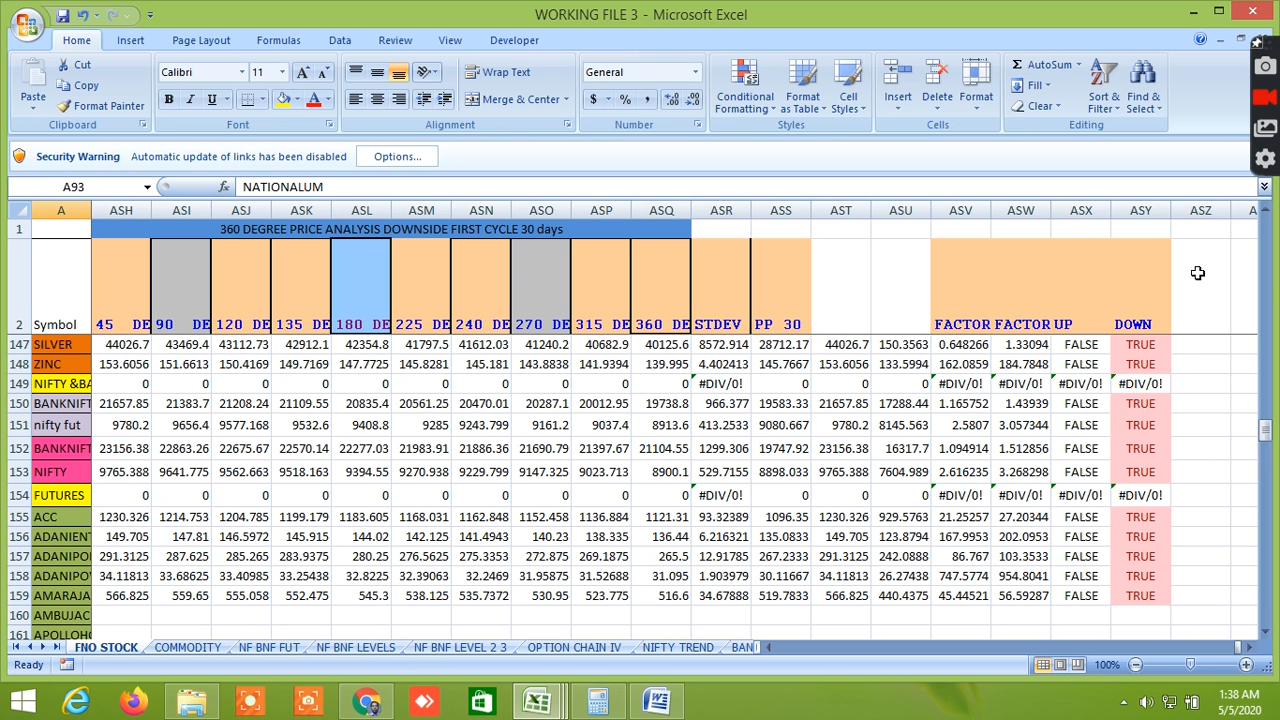 WORKING FILE 3 - Microsoft Excel
Home Insert Page Layout Formulas Data Review View Developer
Paste Cut Copy Format Painter Clipboard
Calibri 11 A A B I U A Font
Wrap Text Merge & Center Alignment
General $ % , Number
Conditional Formatting Format as Table Cell Styles Styles
Insert Delete Format Cells
Σ AutoSum Fill Clear Sort & Filter Find & Select Editing
Security Warning Automatic update of links has been disabled Options...
A93 fx NATIONALUM
A ASH ASI ASJ ASK ASL ASM ASN ASO ASP ASQ ASR ASS AST ASU ASV ASW ASX ASY ASZ A
1 360 DEGREE PRICE ANALYSIS DOWNSIDE FIRST CYCLE 30 days
2 Symbol 45 DE 90 DE 120 DE 135 DE 180 DE 225 DE 240 DE 270 DE 315 DE 360 DE STDEV PP 30 FACTOR FACTOR UP DOWN
147 SILVER 44026.7 43469.4 43112.73 42912.1 42354.8 41797.5 41612.03 41240.2 40682.9 40125.6 8572.914 28712.17 44026.7 150.3563 0.648266 1.33094 FALSE TRUE
148 ZINC 153.6056 151.6613 150.4169 149.7169 147.7725 145.8281 145.181 143.8838 141.9394 139.995 4.402413 145.7667 153.6056 133.5994 162.0859 184.7848 FALSE TRUE
149 NIFTY &BA 0 0 0 0 0 0 0 0 0 0 #DIV/0! 0 0 0 #DIV/0! #DIV/0! #DIV/0! #DIV/0!
150 BANKNIFT 21657.85 21383.7 21208.24 21109.55 20835.4 20561.25 20470.01 20287.1 20012.95 19738.8 966.377 19583.33 21657.85 17288.44 1.165752 1.43939 FALSE TRUE
151 nifty fut 9780.2 9656.4 9577.168 9532.6 9408.8 9285 9243.799 9161.2 9037.4 8913.6 413.2533 9080.667 9780.2 8145.563 2.5807 3.057344 FALSE TRUE
152 BANKNIFT 23156.38 22863.26 22675.67 22570.14 22277.03 21983.91 21886.36 21690.79 21397.67 21104.55 1299.306 19747.92 23156.38 16317.7 1.094914 1.512856 FALSE TRUE
153 NIFTY 9765.388 9641.775 9562.663 9518.163 9394.55 9270.938 9229.799 9147.325 9023.713 8900.1 529.7155 8898.033 9765.388 7604.989 2.616235 3.268298 FALSE TRUE
154 FUTURES 0 0 0 0 0 0 0 0 0 0 #DIV/0! 0 0 0 #DIV/0! #DIV/0! #DIV/0! #DIV/0!
155 ACC 1230.326 1214.753 1204.785 1199.179 1183.605 1168.031 1162.848 1152.458 1136.884 1121.31 93.32389 1096.35 1230.326 929.5763 21.25257 27.20344 FALSE TRUE
156 ADANIENT 149.705 147.81 146.5972 145.915 144.02 142.125 141.4943 140.23 138.335 136.44 6.216321 135.0833 149.705 123.8794 167.9953 202.0953 FALSE TRUE
157 ADANIPOI 291.3125 287.625 285.265 283.9375 280.25 276.5625 275.3353 272.875 269.1875 265.5 12.91735 267.2333 291.3125 242.0888 86.767 103.3533 FALSE TRUE
158 ADANIPOV 34.11813 33.68625 33.40985 33.25438 32.8225 32.39063 32.2469 31.95875 31.52688 31.095 1.903979 30.11667 34.11813 26.27438 747.5774 954.8041 FALSE TRUE
159 AMARAJA 566.825 559.65 555.058 552.475 545.3 538.125 535.7372 530.95 523.775 516.6 34.67888 519.7833 566.825 440.4375 45.44521 56.59287 FALSE TRUE
160 AMBUJAC
161 APOLLOH
FNO STOCK COMMODITY NF BNF FUT NF BNF LEVELS NF BNF LEVEL 2 3 OPTION CHAIN IV NIFTY TREND BAN
Ready 100%
1:38 AM
5/5/2020